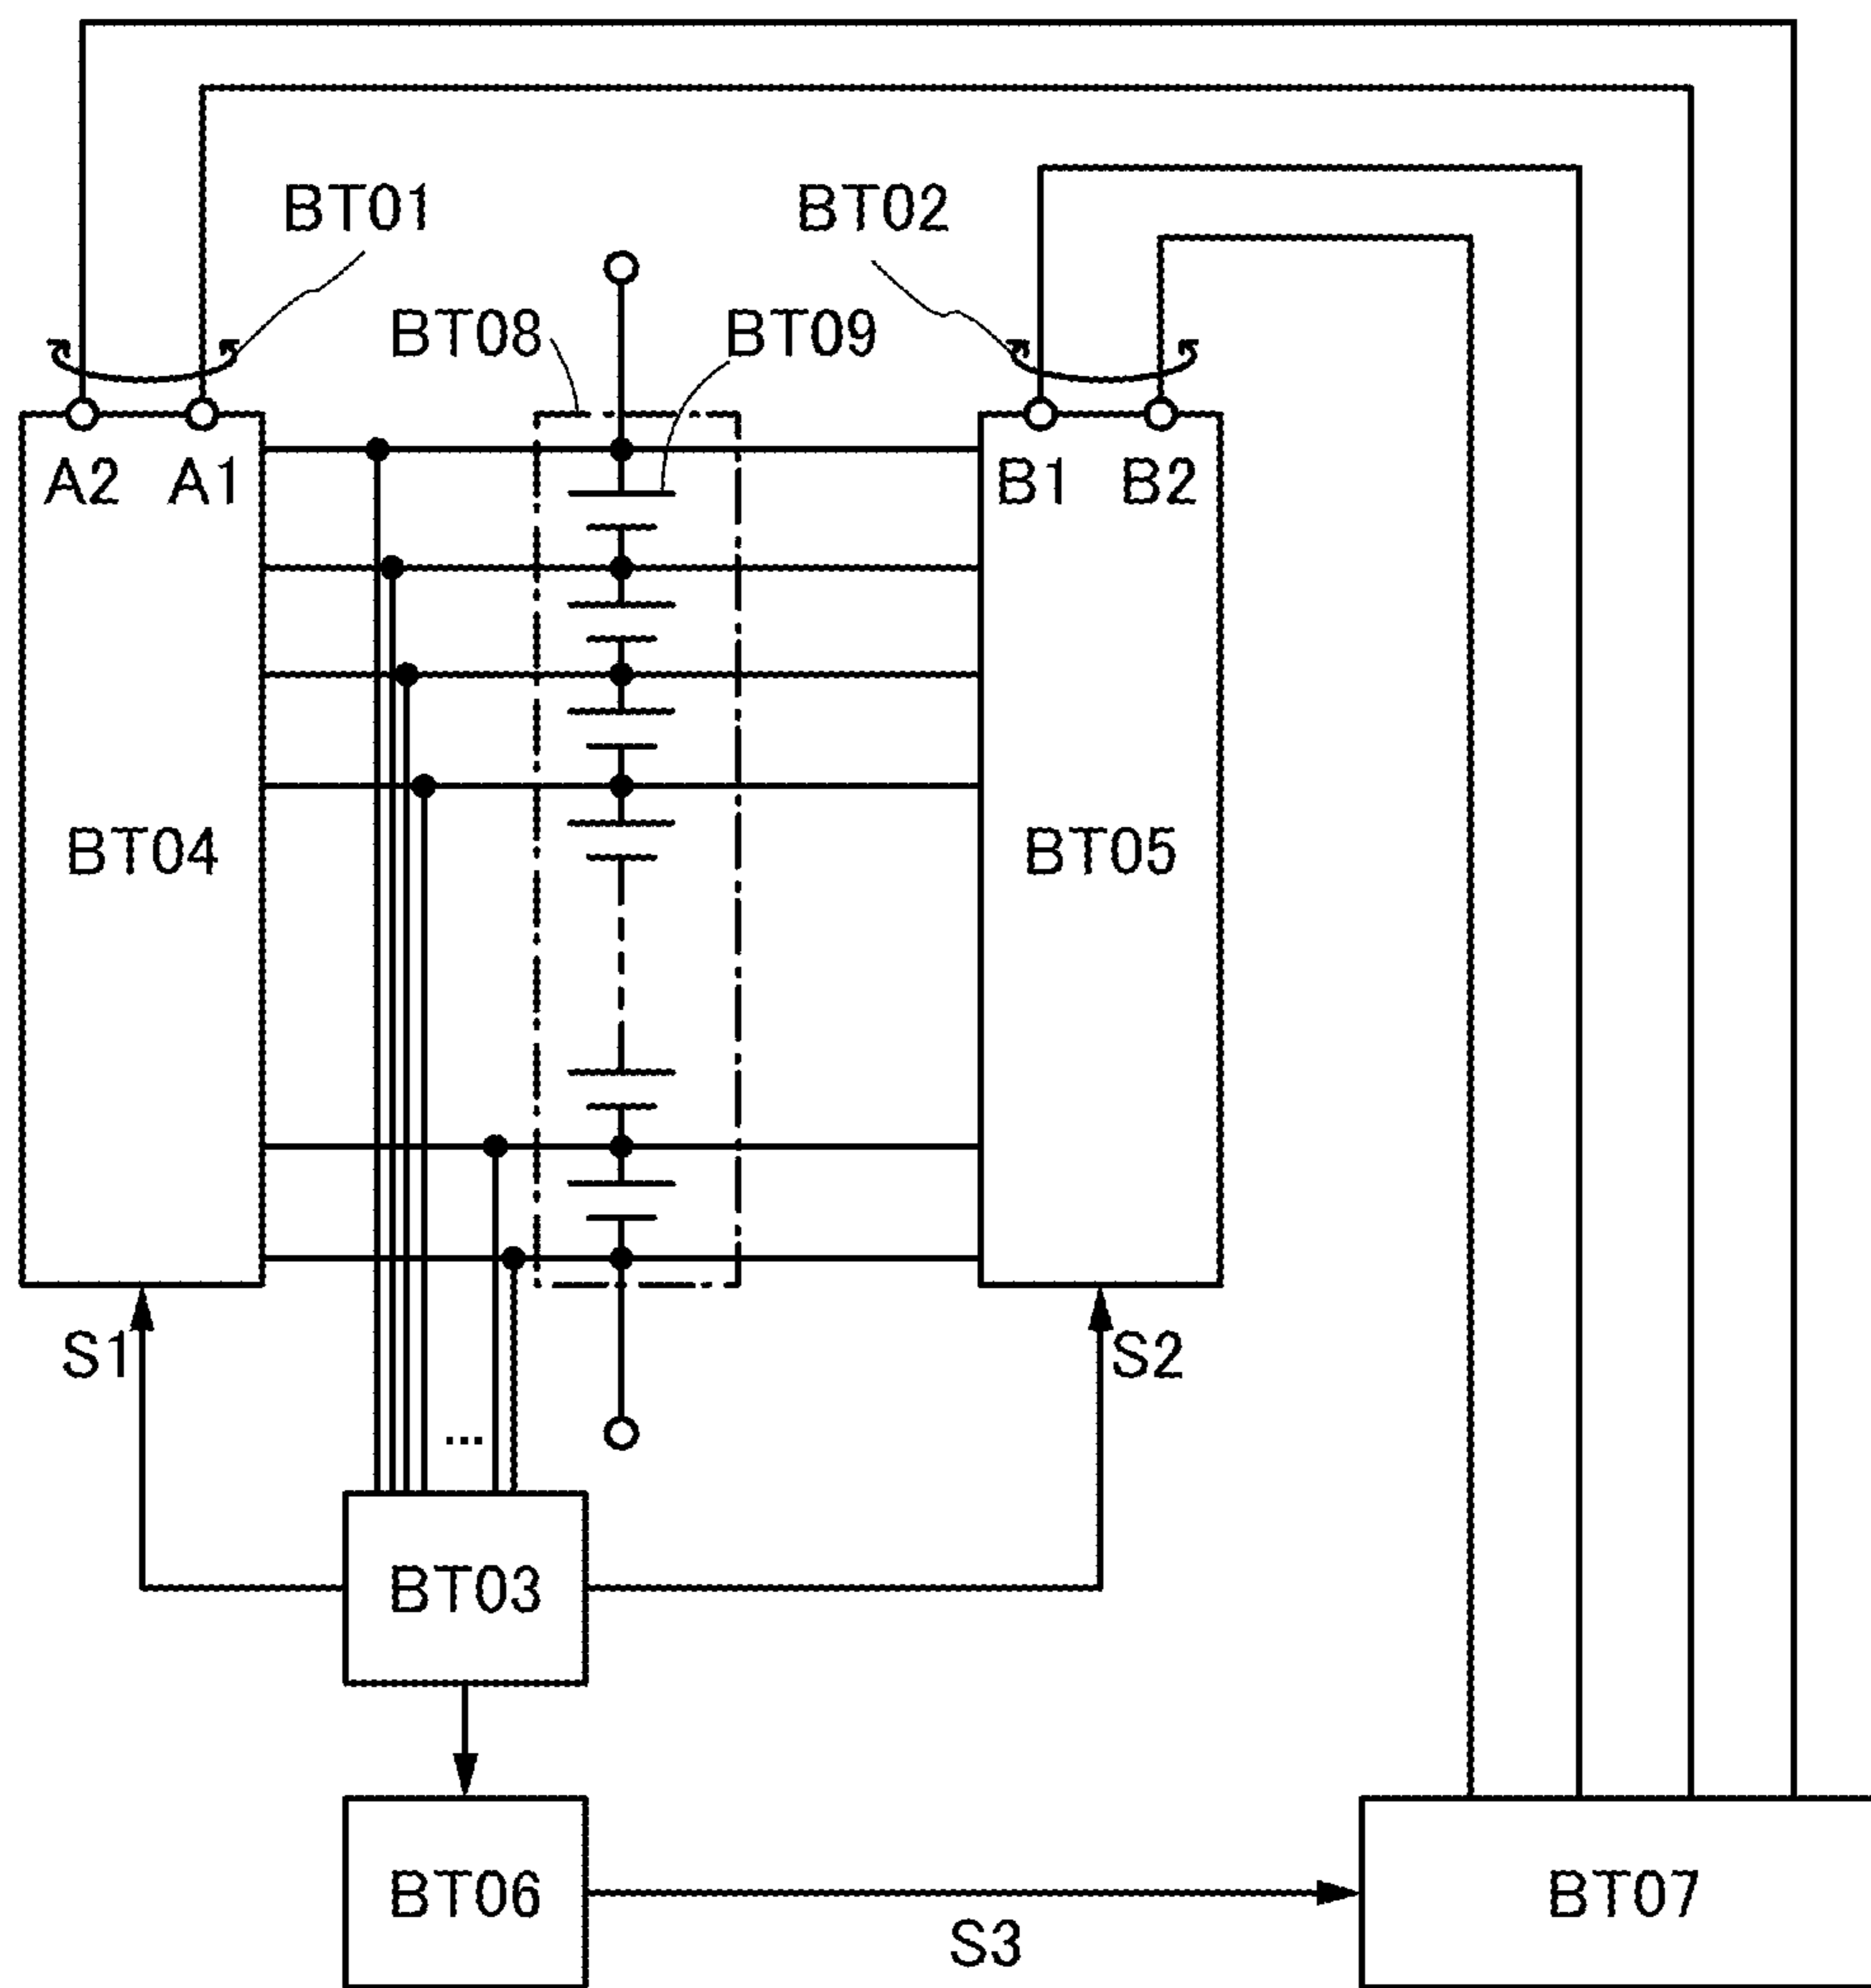 BT01
BT02
BT08
BT09
A2 A1
B1 B2
BT04
BT05
S1
S2
...
BT03
BT06
BT07
S3